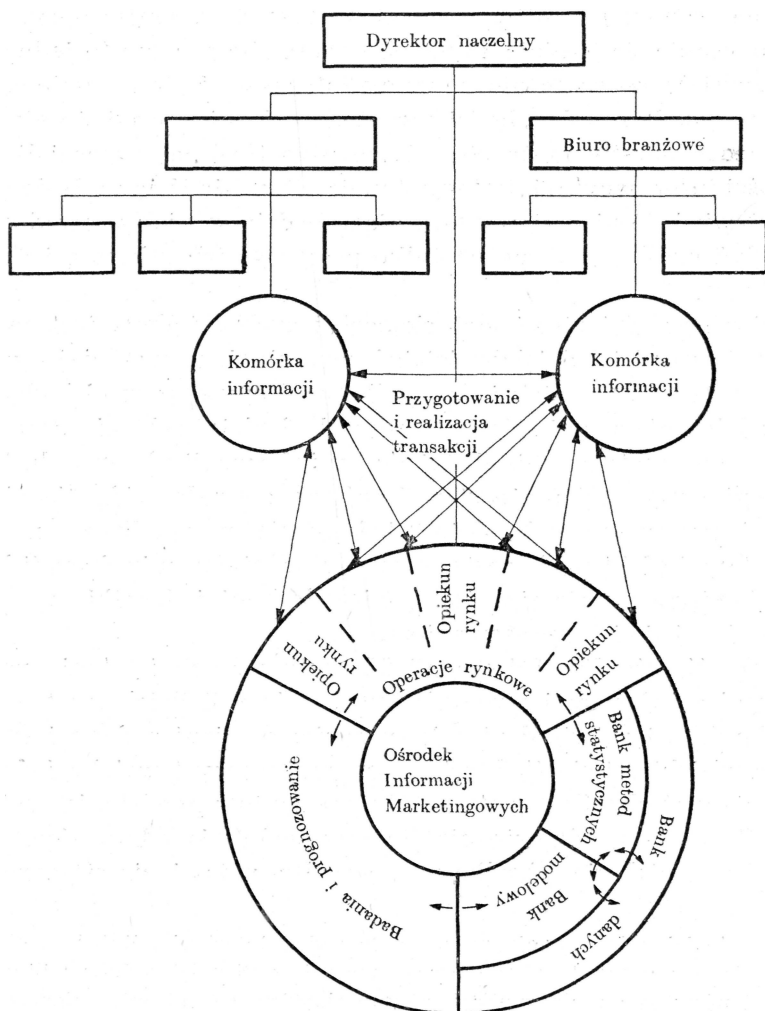 Dyrektor naczelny
Biuro branżowe
Komórka
informacji
Komórka
informacji
Przygotowanie
i realizacja
transakcji
Opiekun
rynku
Opiekun
rynku
Opiekun
rynku
Operacje rynkowe
Ośrodek
Informacji
Marketingowych
Bank metod
statystycznych
Bank
modelowy
Bank danych
Badania i prognozowanie